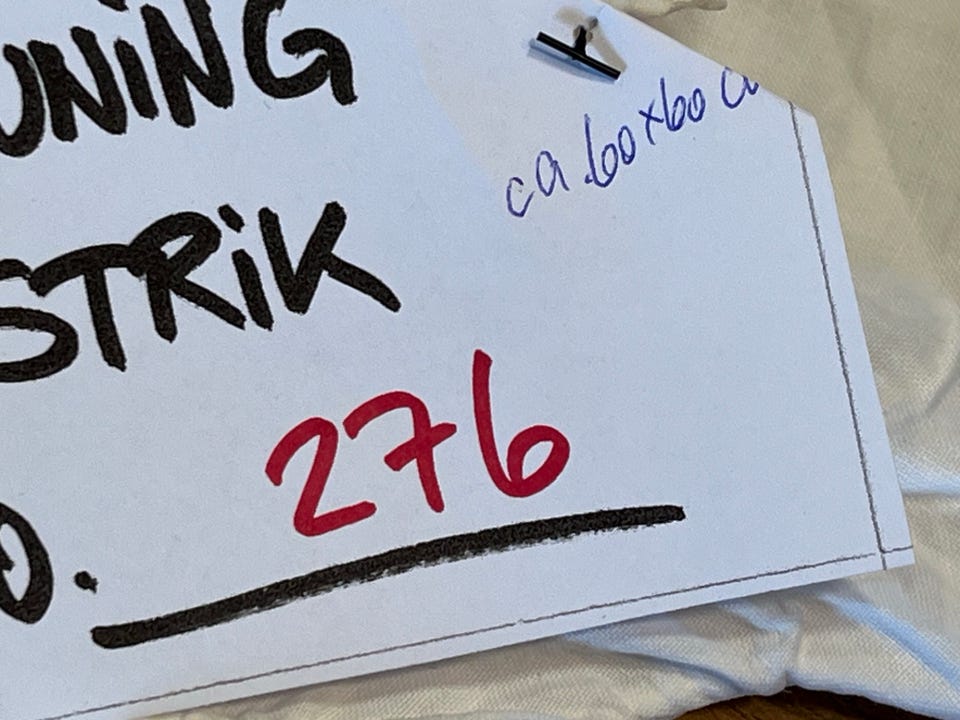 UNING
ca. 60x60 c
STRiK
276
O.